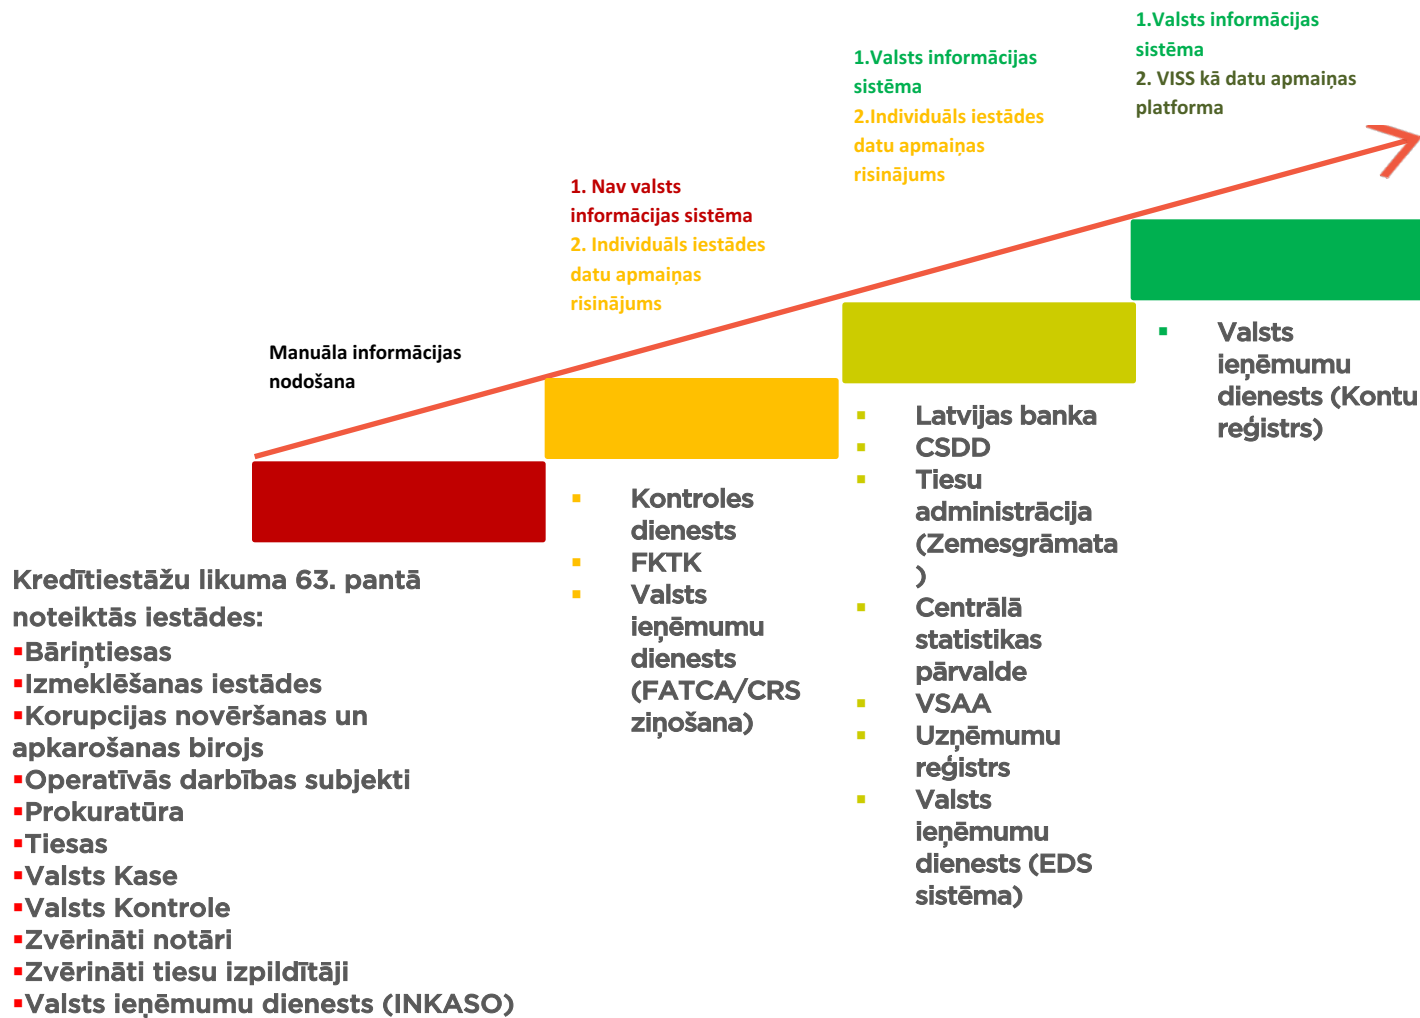 1.Valsts informācijas
sistēma
2. VISS kā datu apmaiņas
platforma
1.Valsts informācijas
sistēma
2.Individuāls iestādes
datu apmaiņas
risinājums
1. Nav valsts
informācijas sistēma
2. Individuāls iestādes
datu apmaiņas
risinājums
Manuāla informācijas
nodošana
Kredītiestāžu likuma 63. pantā
noteiktās iestādes:
▪Bāriņtiesas
▪Izmeklēšanas iestādes
▪Korupcijas novēršanas un
apkarošanas birojs
▪Operatīvās darbības subjekti
▪Prokuratūra
▪Tiesas
▪Valsts Kase
▪Valsts Kontrole
▪Zvērināti notāri
▪Zvērināti tiesu izpildītāji
▪Valsts ieņēmumu dienests (INKASO)
▪ Kontroles
dienests
▪ FKTK
▪ Valsts
ieņēmumu
dienests
(FATCA/CRS
ziņošana)
▪ Latvijas banka
▪ CSDD
▪ Tiesu
administrācija
(Zemesgrāmata
)
▪ Centrālā
statistikas
pārvalde
▪ VSAA
▪ Uzņēmumu
reģistrs
▪ Valsts
ieņēmumu
dienests (EDS
sistēma)
▪ Valsts
ieņēmumu
dienests (Kontu
reģistrs)